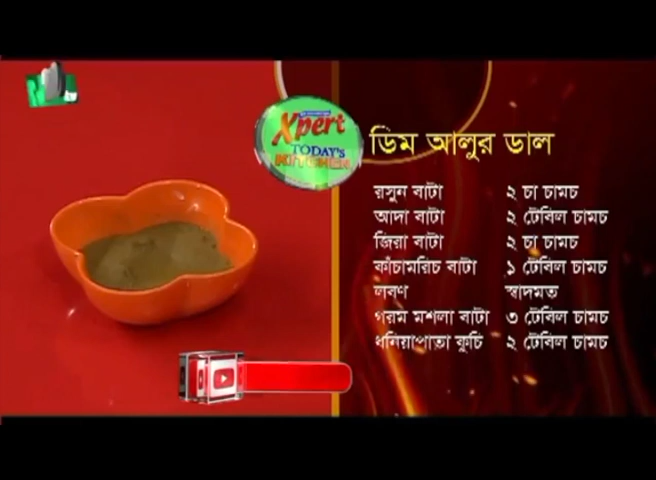 Xpert
TODAY'S
KITCHEN
ডিম আলুর ডাল
রসুন বাটা ২ চা চামচ
আদা বাটা ২ টেবিল চামচ
জিরা বাটা ২ চা চামচ
কাঁচামরিচ বাটা ১ টেবিল চামচ
লবণ স্বাদমত
গরম মশলা বাটা ৩ টেবিল চামচ
ধনিয়াপাতা কুচি ২ টেবিল চামচ